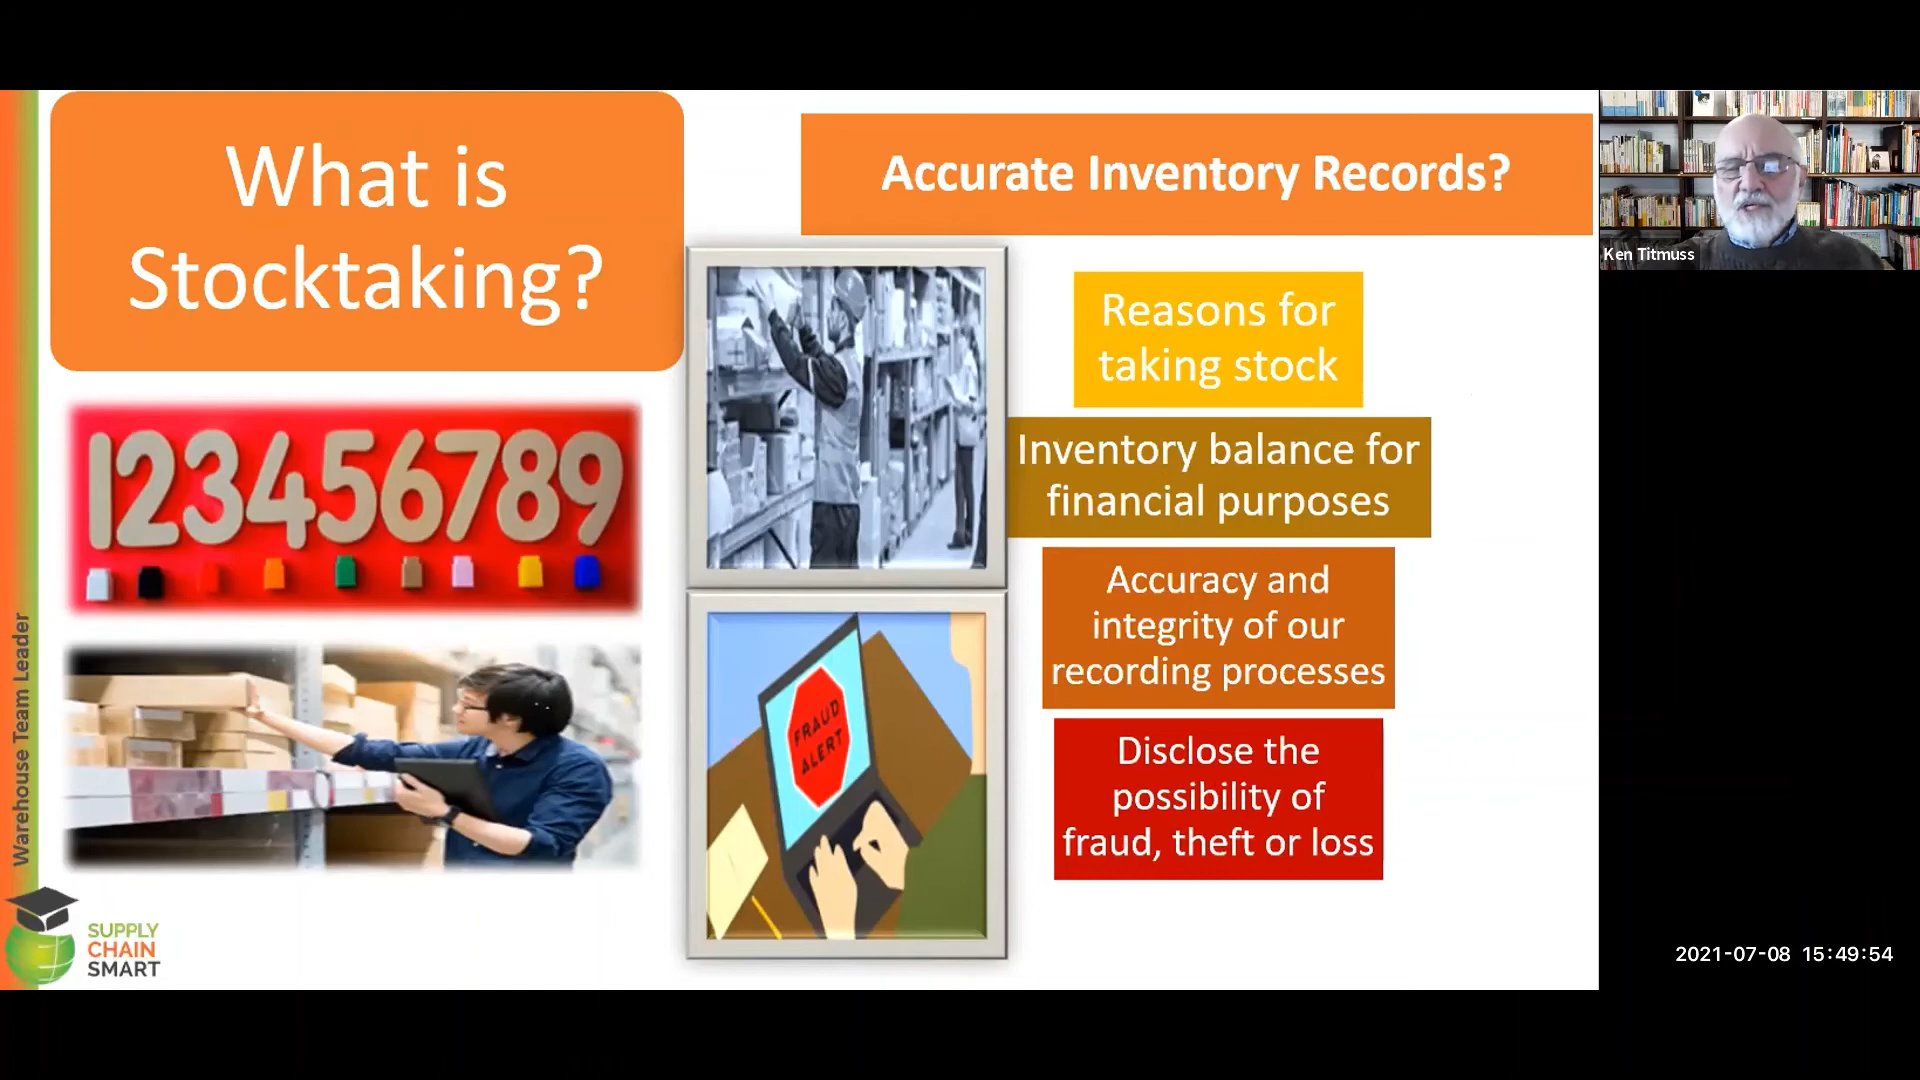 What is
Stocktaking?
Accurate Inventory Records?
Ken Titmuss
Reasons for
taking stock
123456789
Inventory balance for
financial purposes
Accuracy and
integrity of our
recording processes
FRAUD
ALERT
Disclose the
possibility of
fraud, theft or loss
Warehouse Team Leader
SUPPLY
CHAIN
SMART
2021-07-08 15:49:54